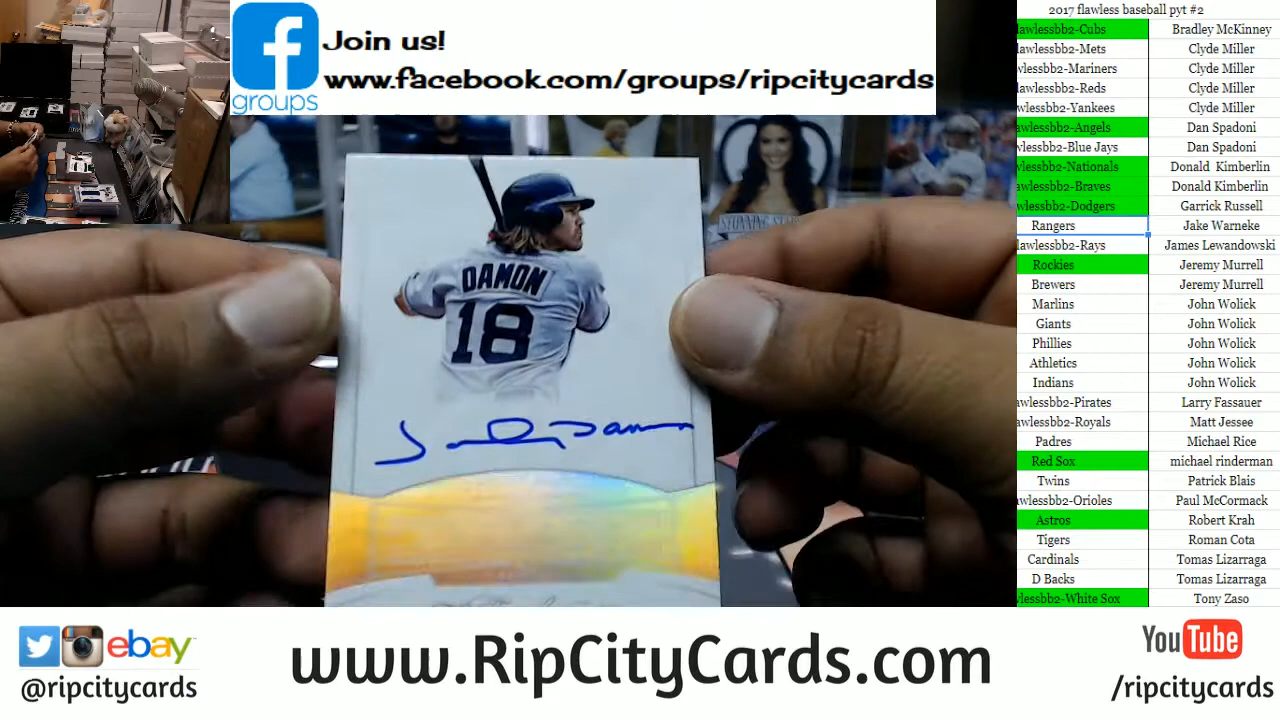 Join us!
www.facebook.com/groups/ripcitycards
f
groups
STUNNING STARS
DAMON
18
2017 flawless baseball pyt #2
lawlessbb2-Cubs Bradley McKinney
wlessbb2-Mets Clyde Miller
wlessbb2-Mariners Clyde Miller
lawlessbb2-Reds Clyde Miller
wlessbb2-Yankees Clyde Miller
awlessbb2-Angels Dan Spadoni
wlessbb2-Blue Jays Dan Spadoni
lawlessbb2-Nationals Donald Kimberlin
awlessbb2-Braves Donald Kimberlin
wlessbb2-Dodgers Garrick Russell
Rangers Jake Warneke
lawlessbb2-Rays James Lewandowski
Rockies Jeremy Murrell
Brewers Jeremy Murrell
Marlins John Wolick
Giants John Wolick
Phillies John Wolick
Athletics John Wolick
Indians John Wolick
awlessbb2-Pirates Larry Fassauer
awlessbb2-Royals Matt Jessee
Padres Michael Rice
Red Sox michael rinderman
Twins Patrick Blais
awlessbb2-Orioles Paul McCormack
Astros Robert Krah
Tigers Roman Cota
Cardinals Tomas Lizarraga
D Backs Tomas Lizarraga
wlessbb2-White Sox Tony Zaso
ebay
@ripcitycards
www.RipCityCards.com
YouTube
/ripcitycards